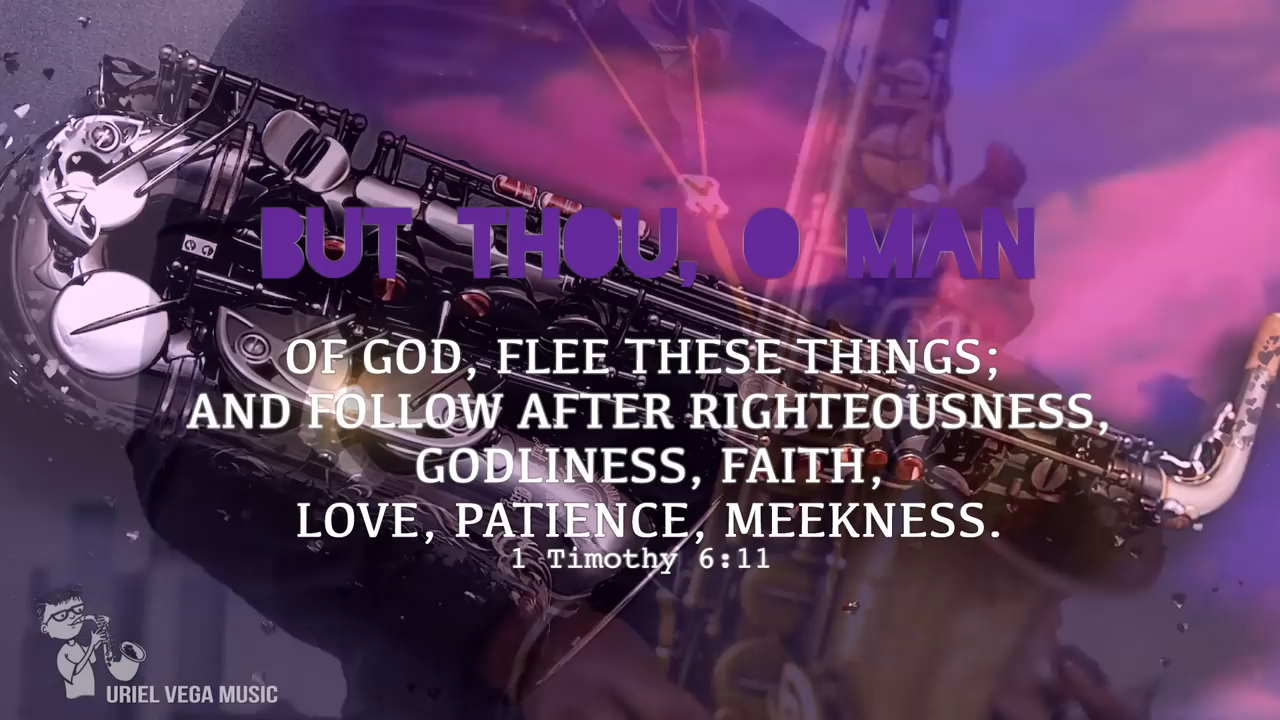 BUT THOU, O MAN
OF GOD, FLEE THESE THINGS;
AND FOLLOW AFTER RIGHTEOUSNESS,
GODLINESS, FAITH,
LOVE, PATIENCE, MEEKNESS.
1 Timothy 6:11
URIEL VEGA MUSIC